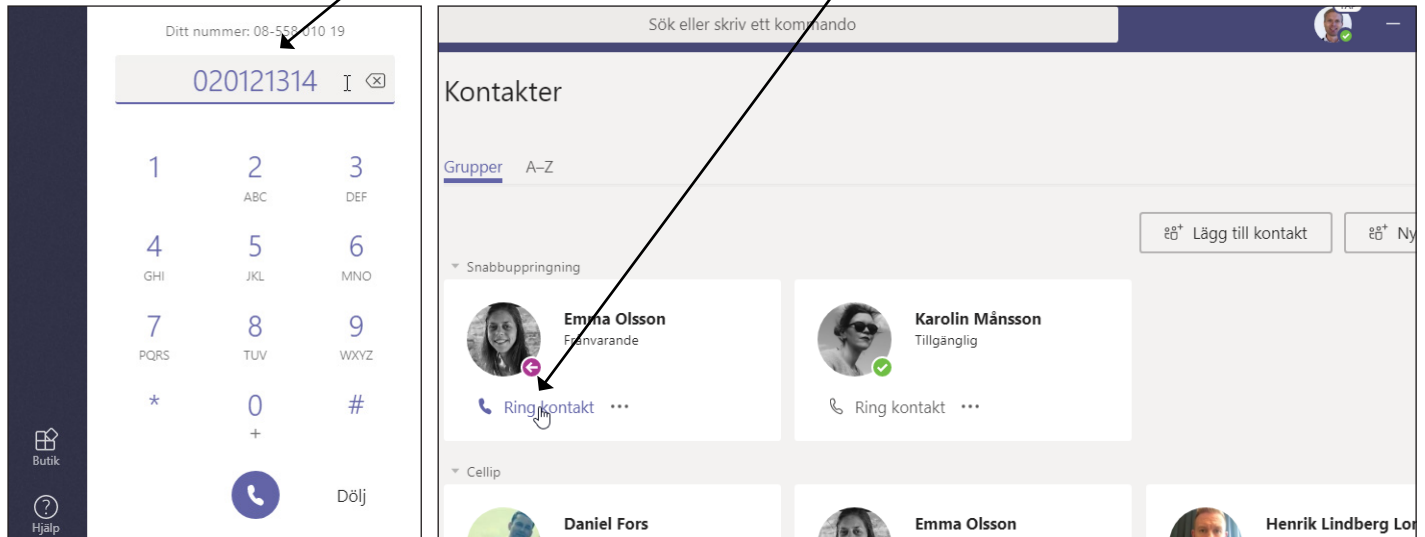 Ditt nummer: 08-558 010 19
020121314
1
2
ABC
3
DEF
4
GHI
5
JKL
6
MNO
7
PQRS
8
TUV
9
WXYZ
*
0
+
#
Dölj
Butik
Hjälp
Sök eller skriv ett kommando
Kontakter
Grupper A–Z
Lägg till kontakt
Ny
Snabbuppringning
Emma Olsson
Frånvarande
Ring kontakt ...
Karolin Månsson
Tillgänglig
Ring kontakt ...
Cellip
Daniel Fors
Emma Olsson
Henrik Lindberg Lor